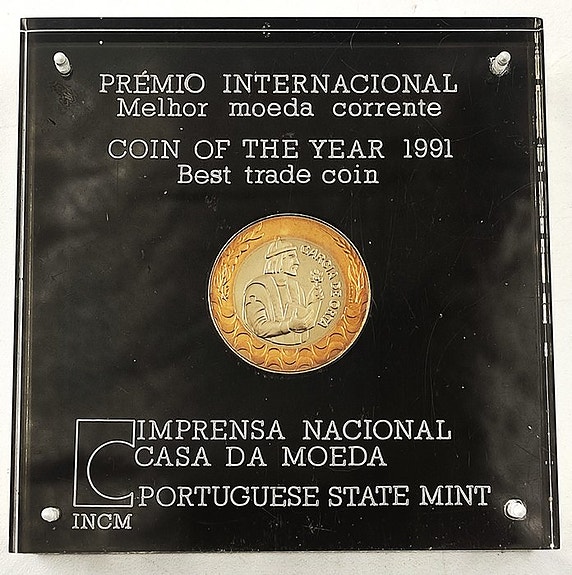 PRÉMIO INTERNACIONAL
Melhor moeda corrente
COIN OF THE YEAR 1991
Best trade coin
GARCIA DE ORTA
IMPRENSA NACIONAL
CASA DA MOEDA
PORTUGUESE STATE MINT
INCM